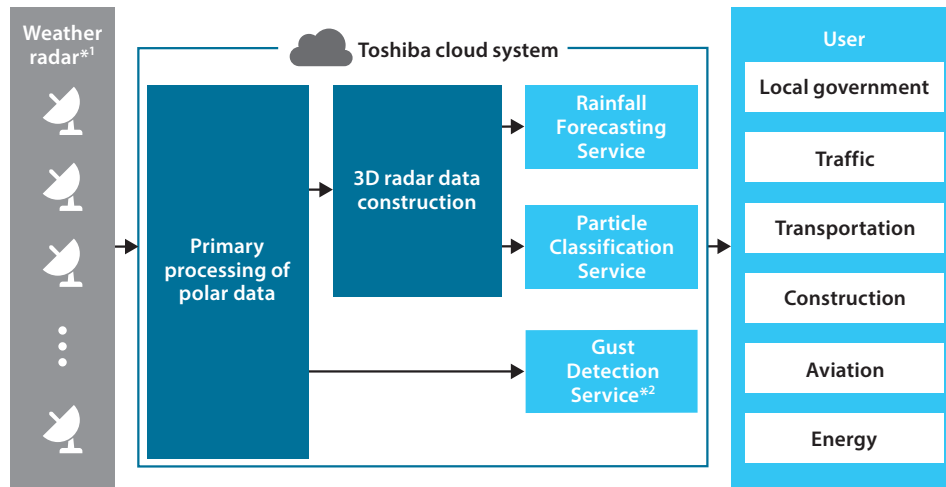 Weather
radar*1
Toshiba cloud system
Primary
processing of
polar data
3D radar data
construction
Rainfall
Forecasting
Service
Particle
Classification
Service
Gust
Detection
Service*2
User
Local government
Traffic
Transportation
Construction
Aviation
Energy